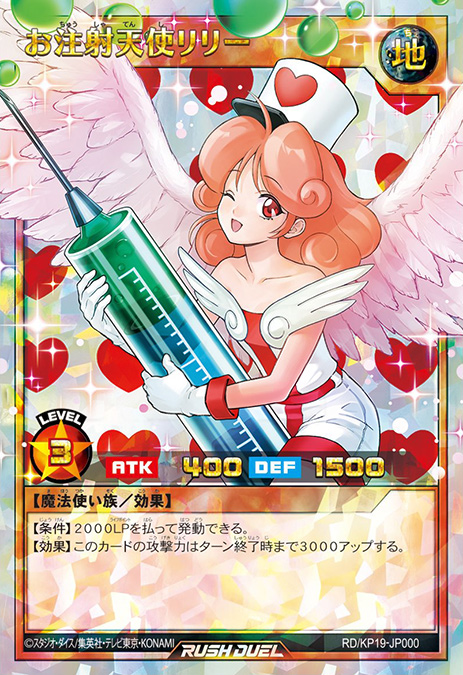 お注射天使リリー
地
LEVEL
3
ATK 400 DEF 1500
【魔法使い族／効果】
【条件】2000LPを払って発動できる。
【効果】このカードの攻撃力はターン終了時まで3000アップする。
©スタジオ・ダイス/集英社・テレビ東京・KONAMI
RUSH DUEL
RD/KP19-JP000